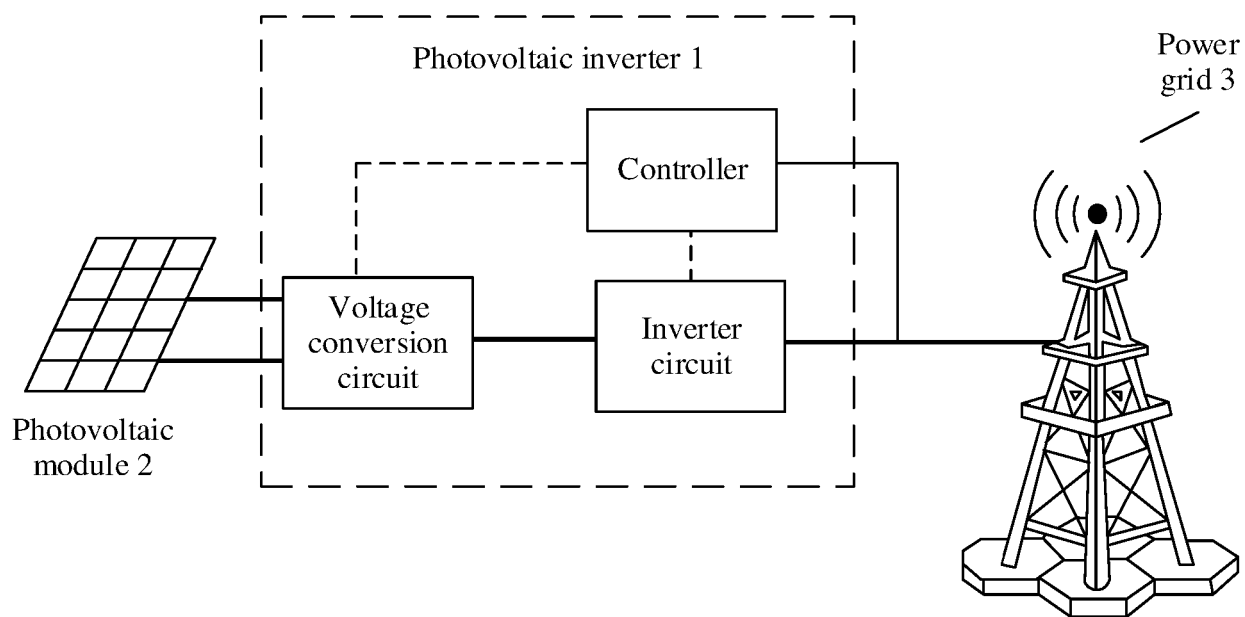 Photovoltaic inverter 1
Power
grid 3
Controller
Voltage
conversion
circuit
Inverter
circuit
Photovoltaic
module 2